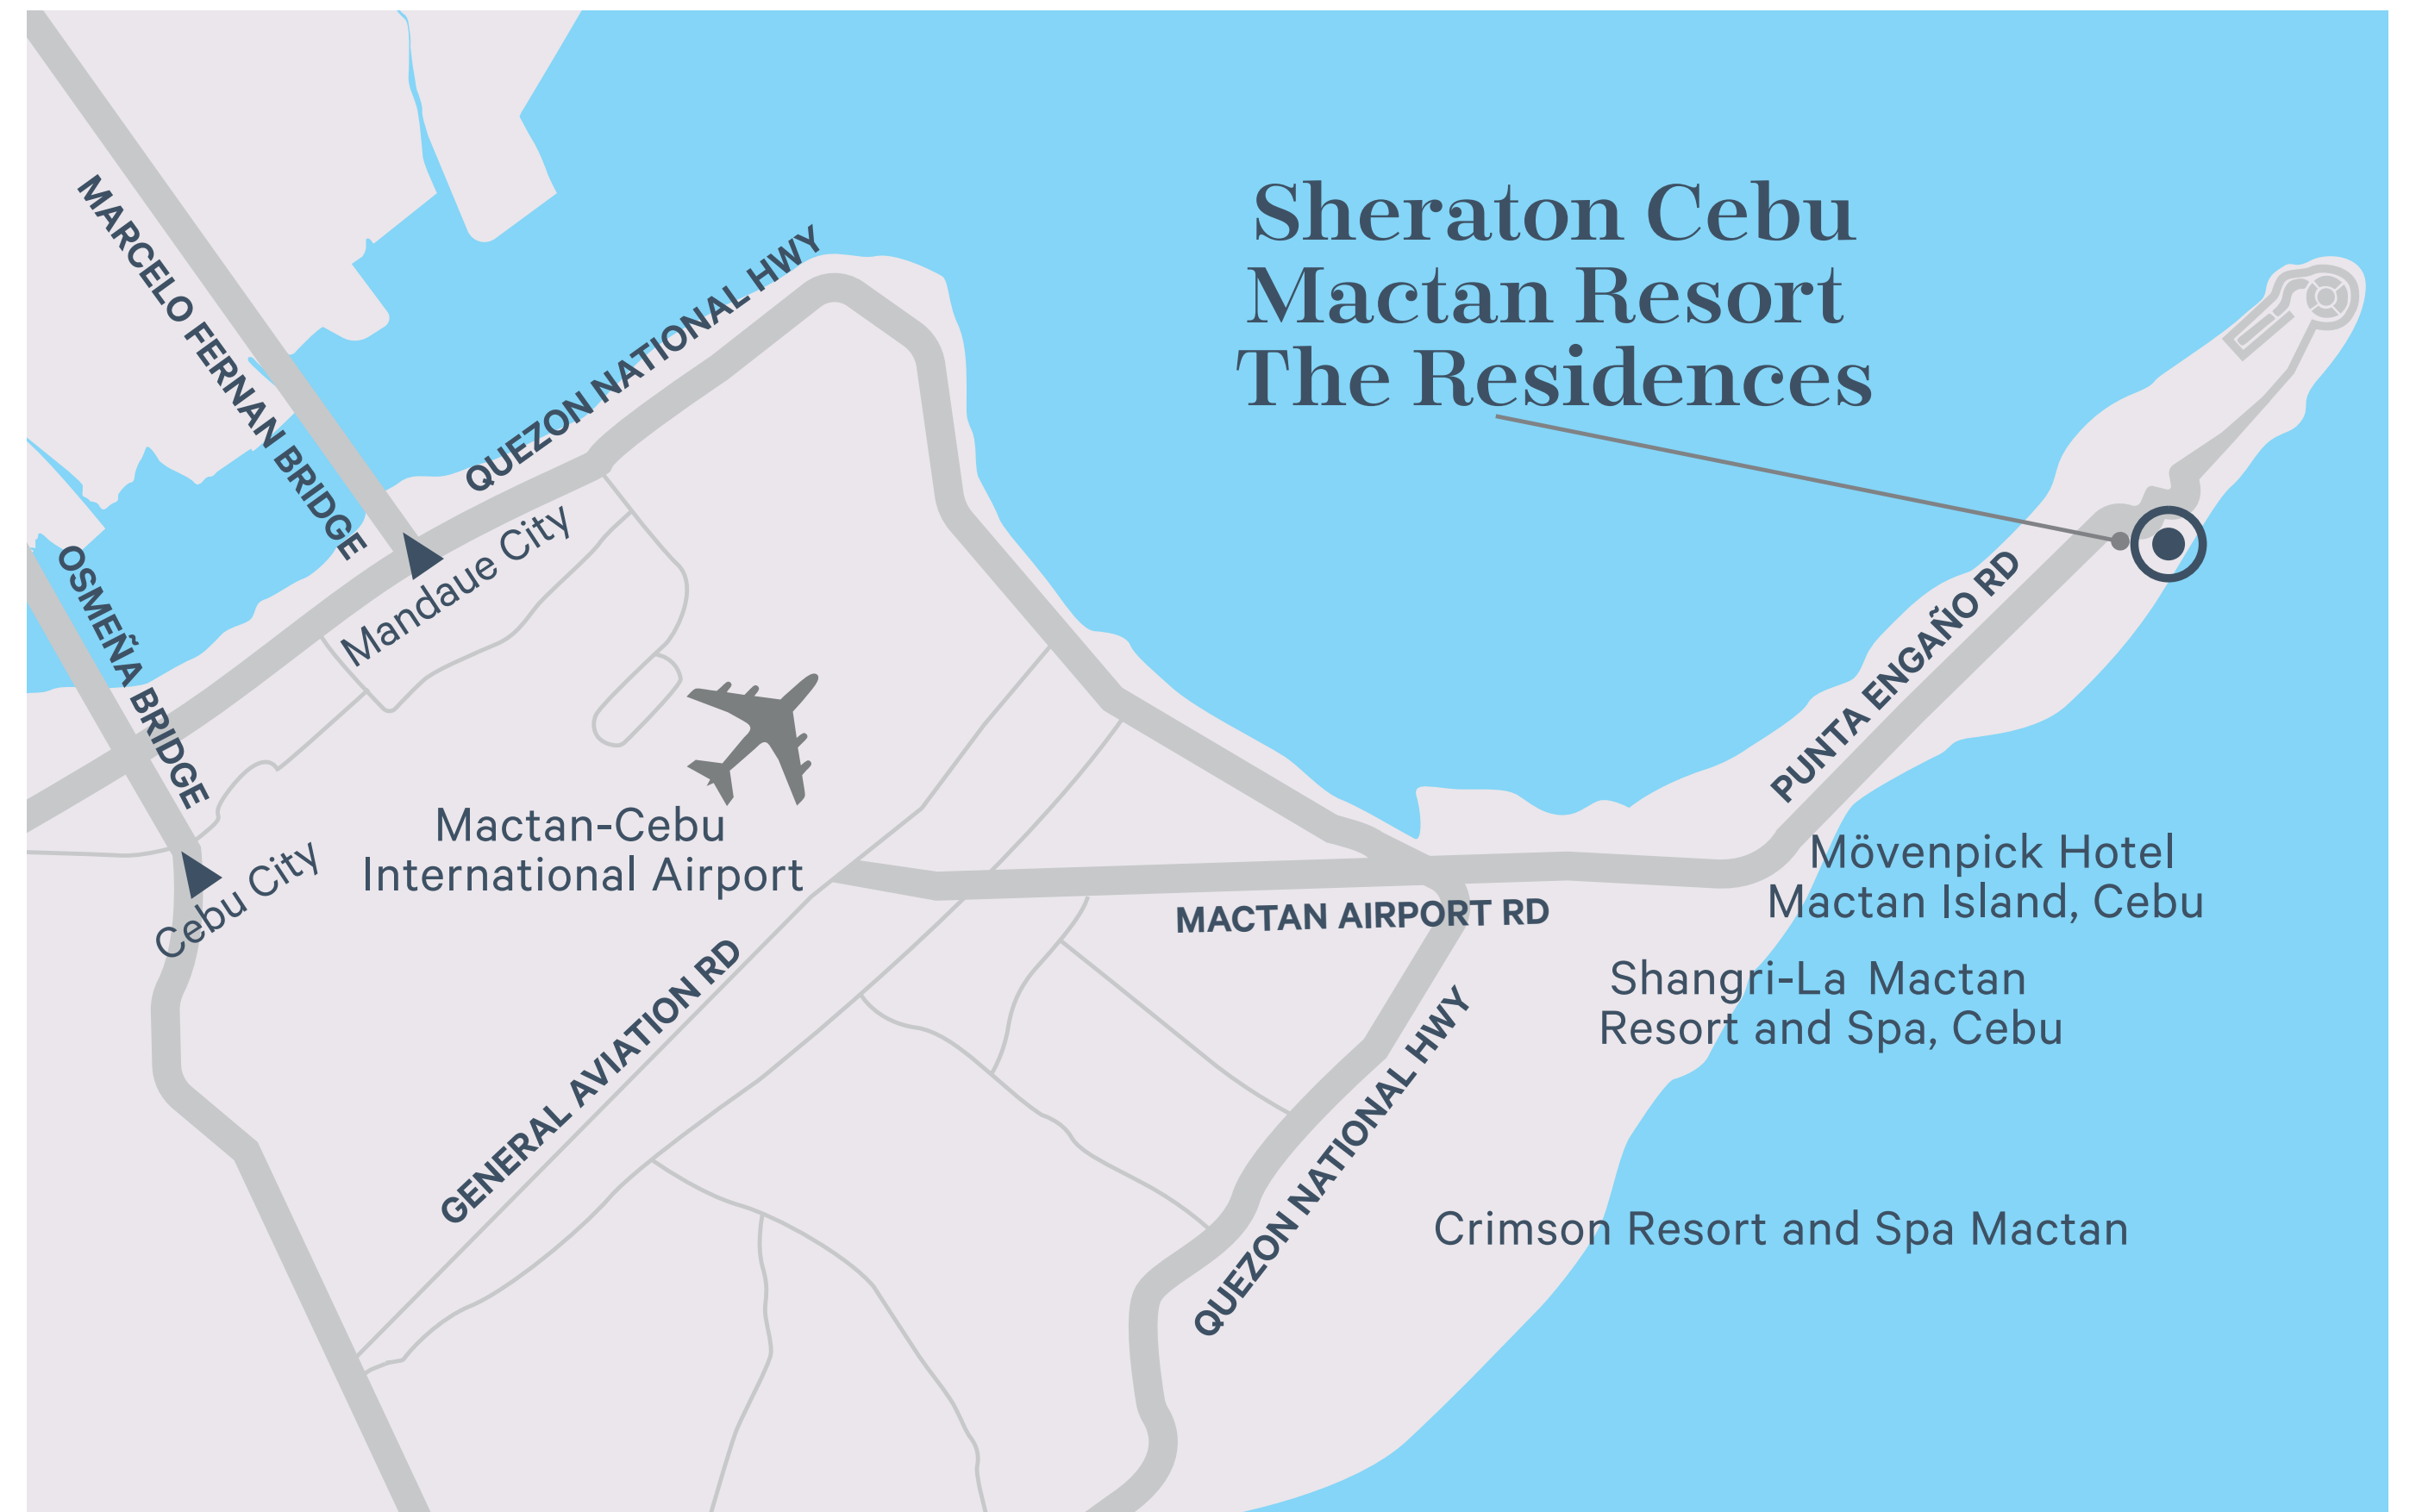 Sheraton Cebu
Mactan Resort
The Residences
MARCELO FERNAN BRIDGE
QUEZON NATIONAL HWY
Mandaue City
OSMEÑA BRIDGE
Cebu City
Mactan-Cebu
International Airport
PUNTA ENGAÑO RD
Mövenpick Hotel
Mactan Island, Cebu
MACTAN AIRPORT RD
GENERAL AVIATION RD
Shangri-La Mactan
Resort and Spa, Cebu
QUEZON NATIONAL HWY
Crimson Resort and Spa Mactan